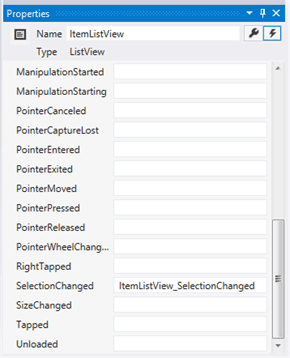 Properties
Name ItemListView
Type ListView
ManipulationStarted
ManipulationStarting
PointerCanceled
PointerCaptureLost
PointerEntered
PointerExited
PointerMoved
PointerPressed
PointerReleased
PointerWheelChang...
RightTapped
SelectionChanged ItemListView_SelectionChanged
SizeChanged
Tapped
Unloaded